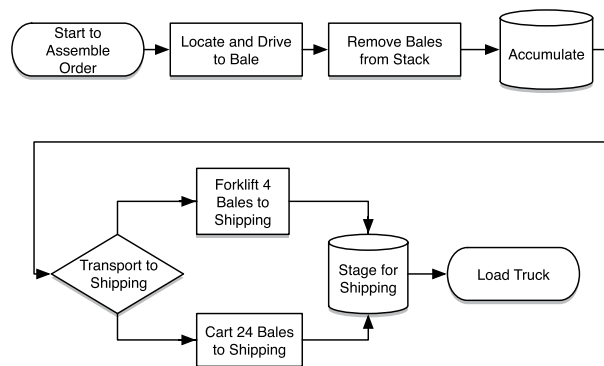 Start to
Assemble
Order
Locate and Drive
to Bale
Remove Bales
from Stack
Accumulate
Forklift 4
Bales to
Shipping
Transport to
Shipping
Stage for
Shipping
Load Truck
Cart 24 Bales
to Shipping